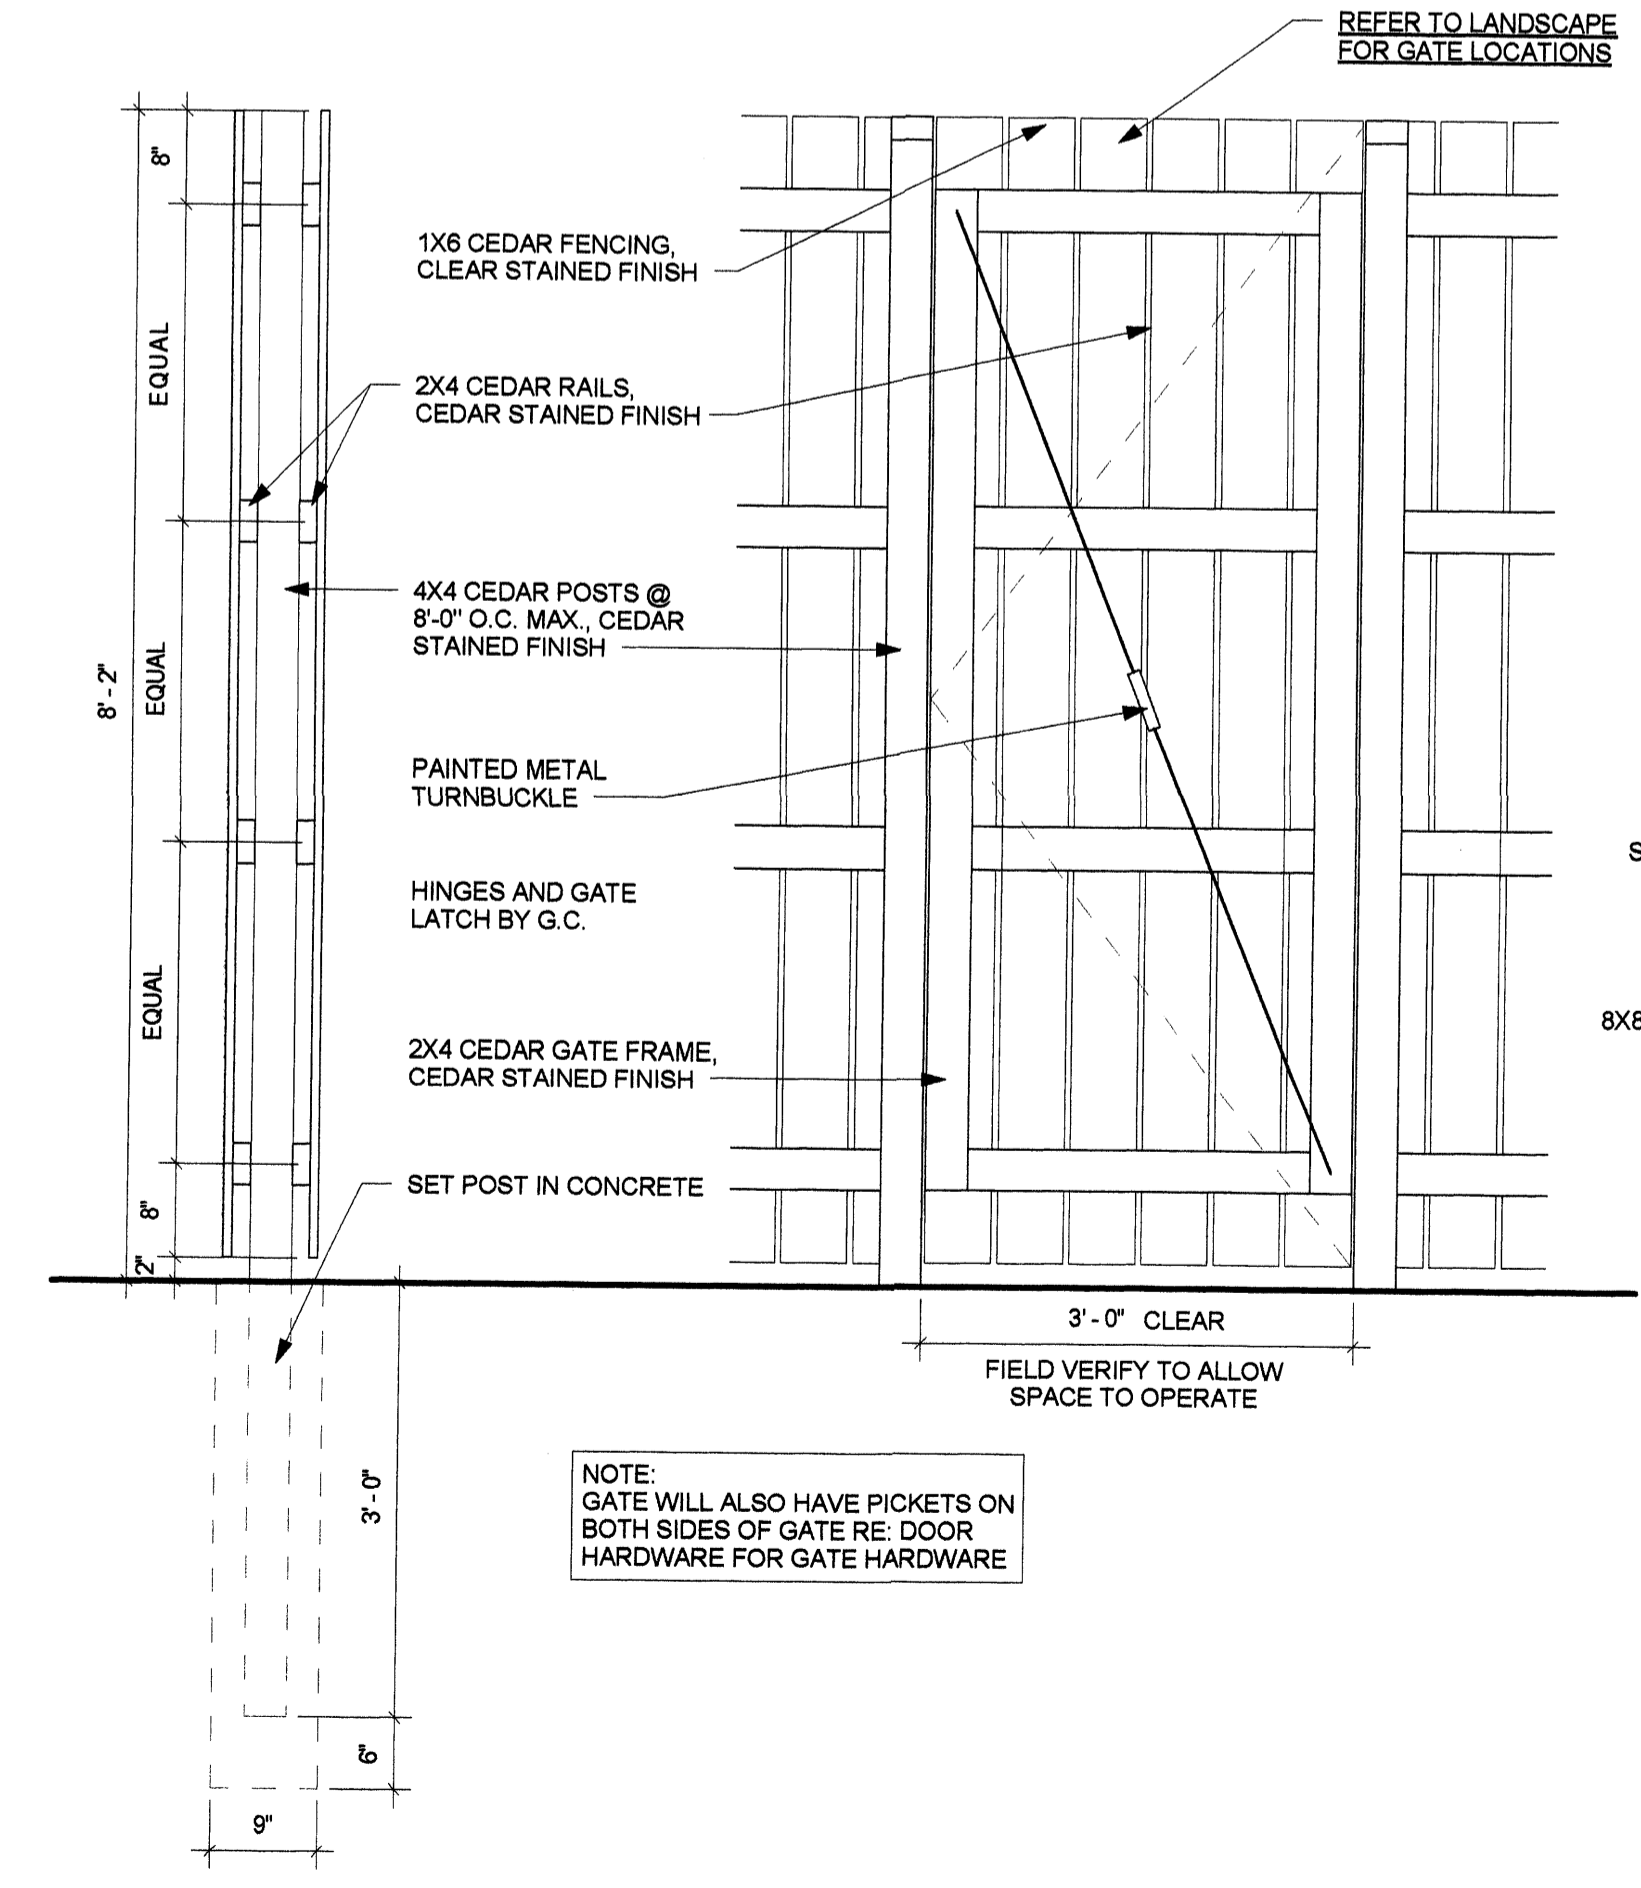 REFER TO LANDSCAPE
FOR GATE LOCATIONS
8"
EQUAL
EQUAL
8' - 2"
EQUAL
8"
2"
1X6 CEDAR FENCING,
CLEAR STAINED FINISH
2X4 CEDAR RAILS,
CEDAR STAINED FINISH
4X4 CEDAR POSTS @
8'-0" O.C. MAX., CEDAR
STAINED FINISH
PAINTED METAL
TURNBUCKLE
HINGES AND GATE
LATCH BY G.C.
2X4 CEDAR GATE FRAME,
CEDAR STAINED FINISH
SET POST IN CONCRETE
S
8X8
3' - 0" CLEAR
FIELD VERIFY TO ALLOW
SPACE TO OPERATE
3' - 0"
6"
9"
NOTE:
GATE WILL ALSO HAVE PICKETS ON
BOTH SIDES OF GATE RE: DOOR
HARDWARE FOR GATE HARDWARE